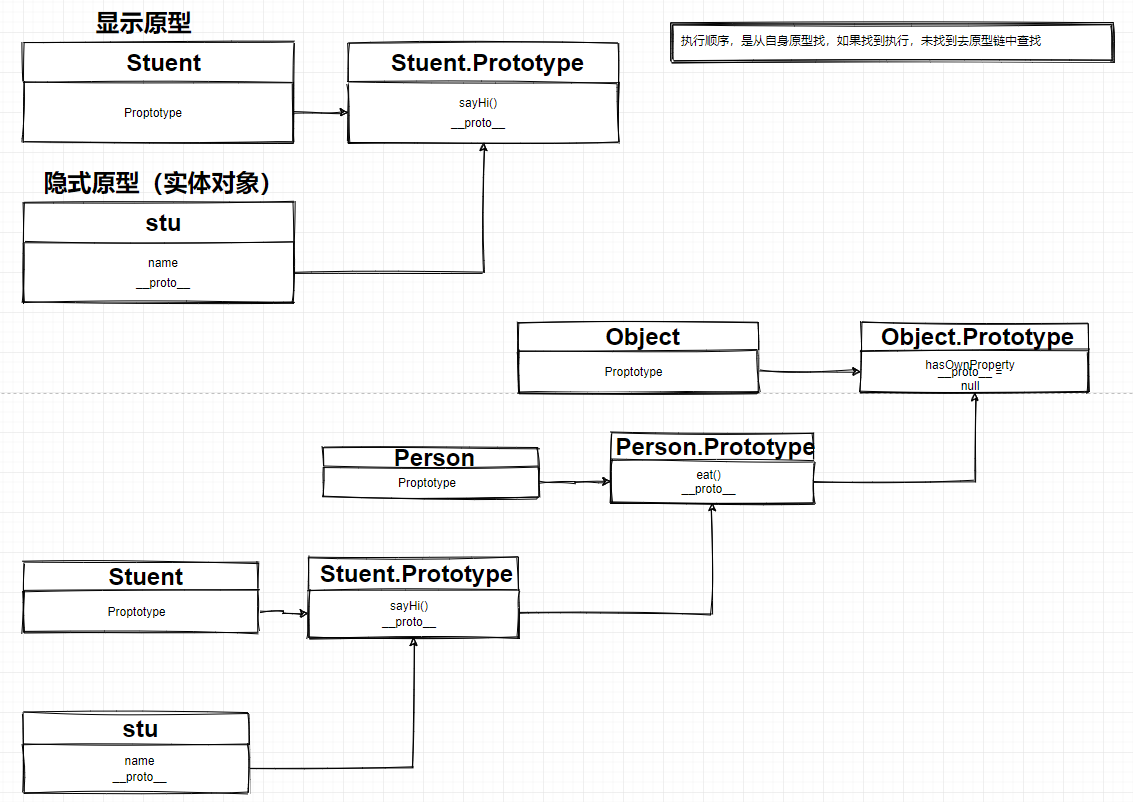 显示原型
Stuent
Proptotype
Stuent.Prototype
sayHi()
__proto__
执行顺序，是从自身原型找，如果找到执行，未找到去原型链中查找
隐式原型（实体对象）
stu
name
__proto__
Object
Proptotype
Object.Prototype
hasOwnProperty
__proto__ =
null
Person
Proptotype
Person.Prototype
eat()
__proto__
Stuent
Proptotype
Stuent.Prototype
sayHi()
__proto__
stu
name
__proto__